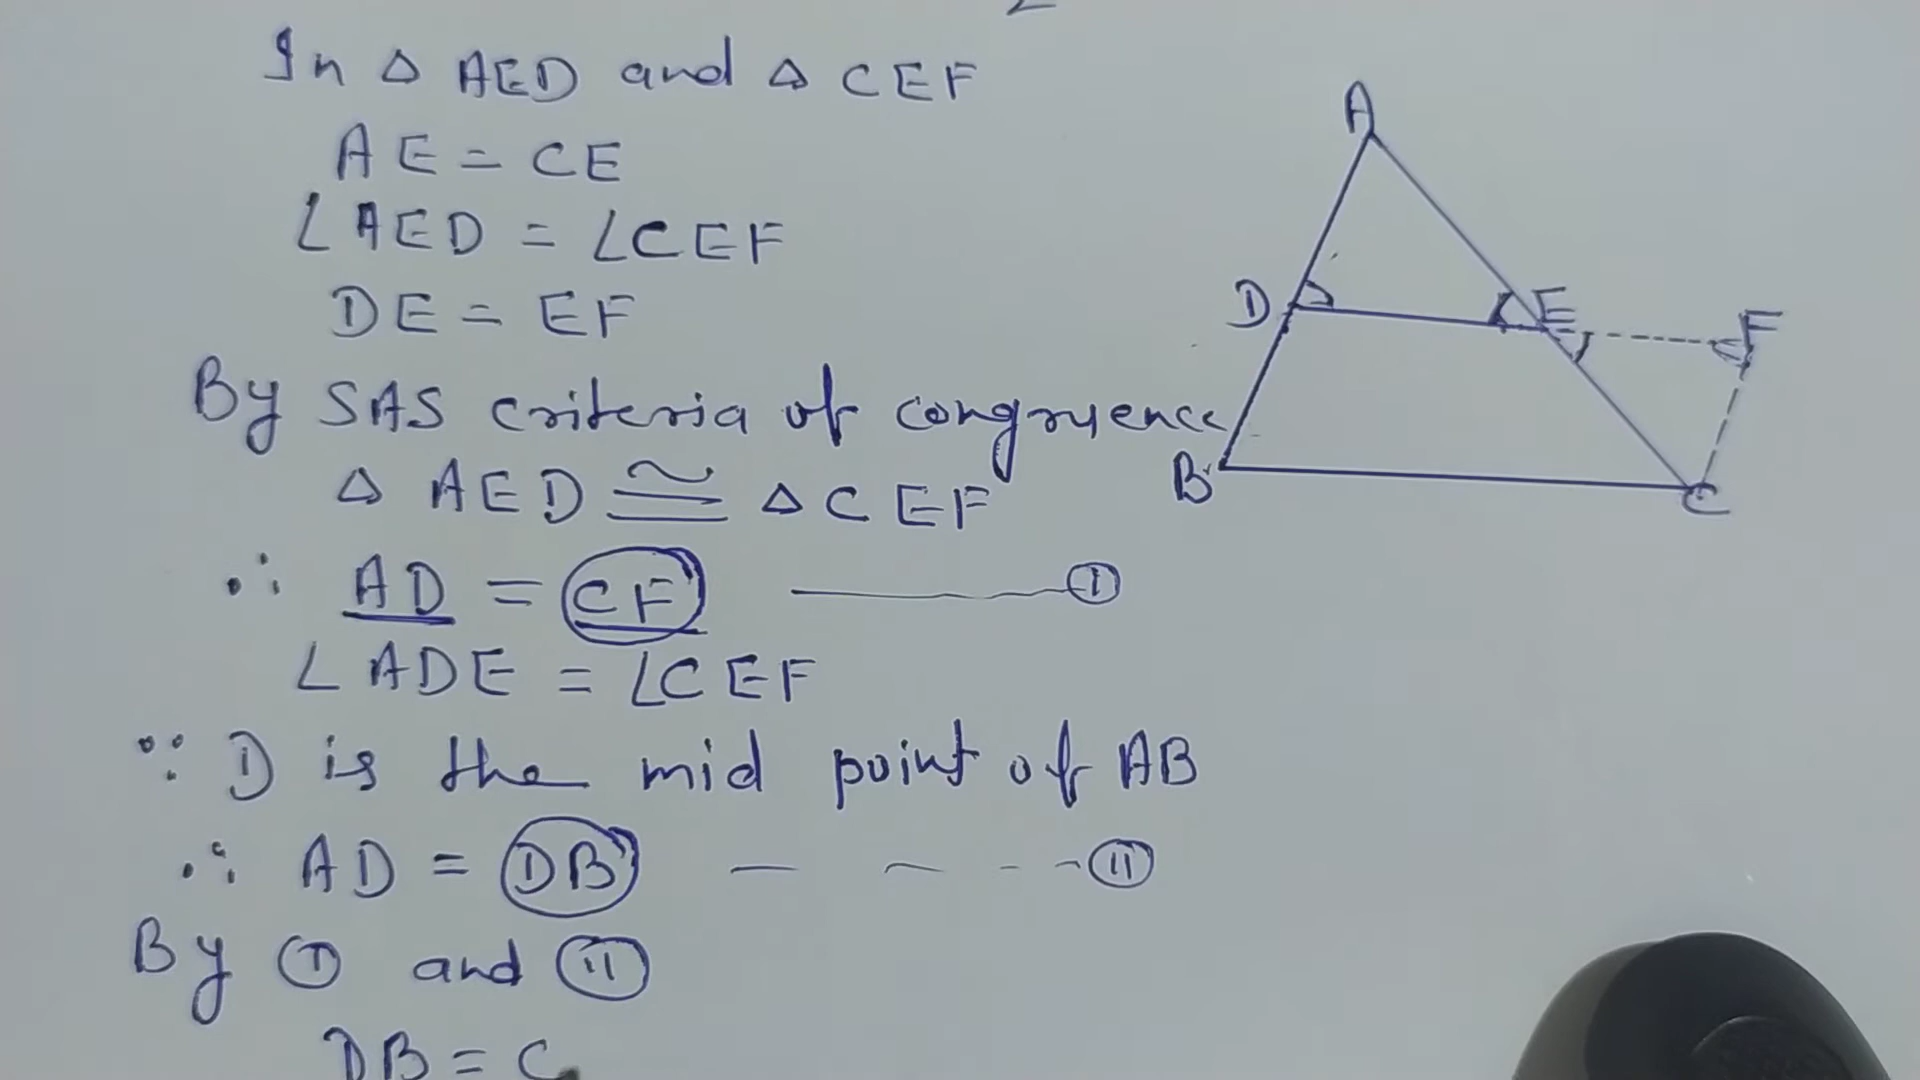 In △ AED and △ CEF
AE = CE
∠AED = ∠CEF
DE = EF
By SAS criteria of congruence
△ AED ≅ △ CEF
∴ AD = CF ——— (I)
∠ADE = ∠CEF
∵ D is the mid point of AB
∴ AD = DB — - - - (II)
By (I) and (II)
DB = C
A
D
E
F
B
C